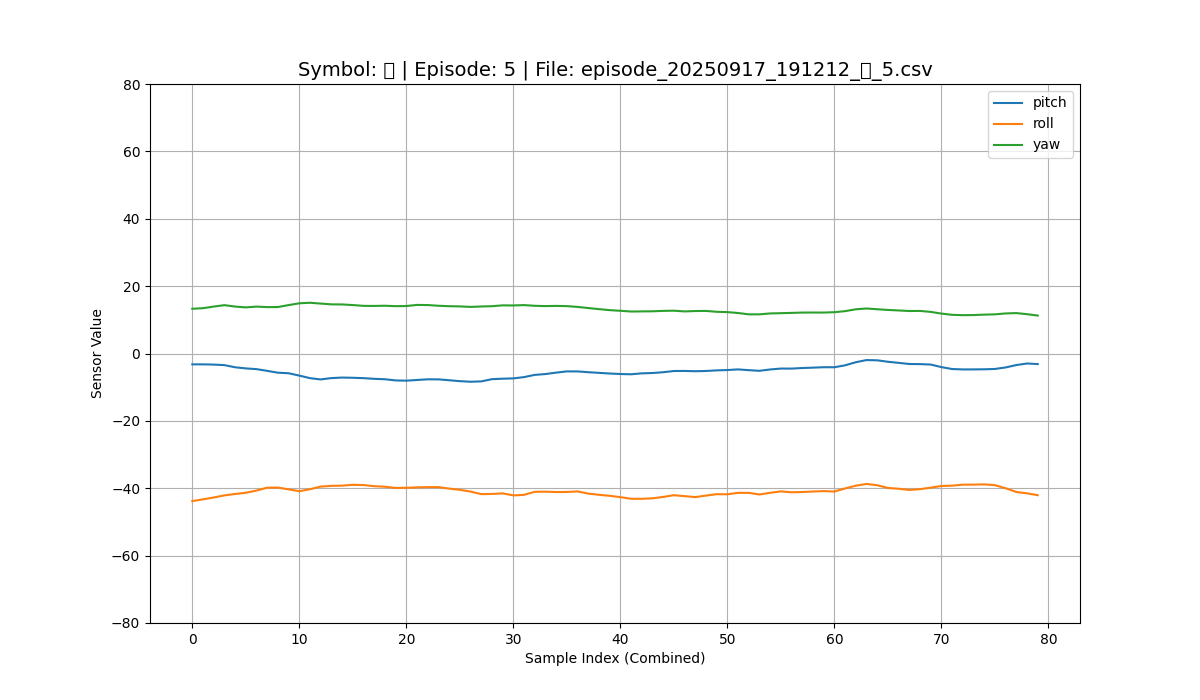 Symbol: ▯ | Episode: 5 | File: episode_20250917_191212_▯_5.csv
80
60
40
20
0
−20
−40
−60
−80
Sensor Value
0 10 20 30 40 50 60 70 80
Sample Index (Combined)
pitch
roll
yaw